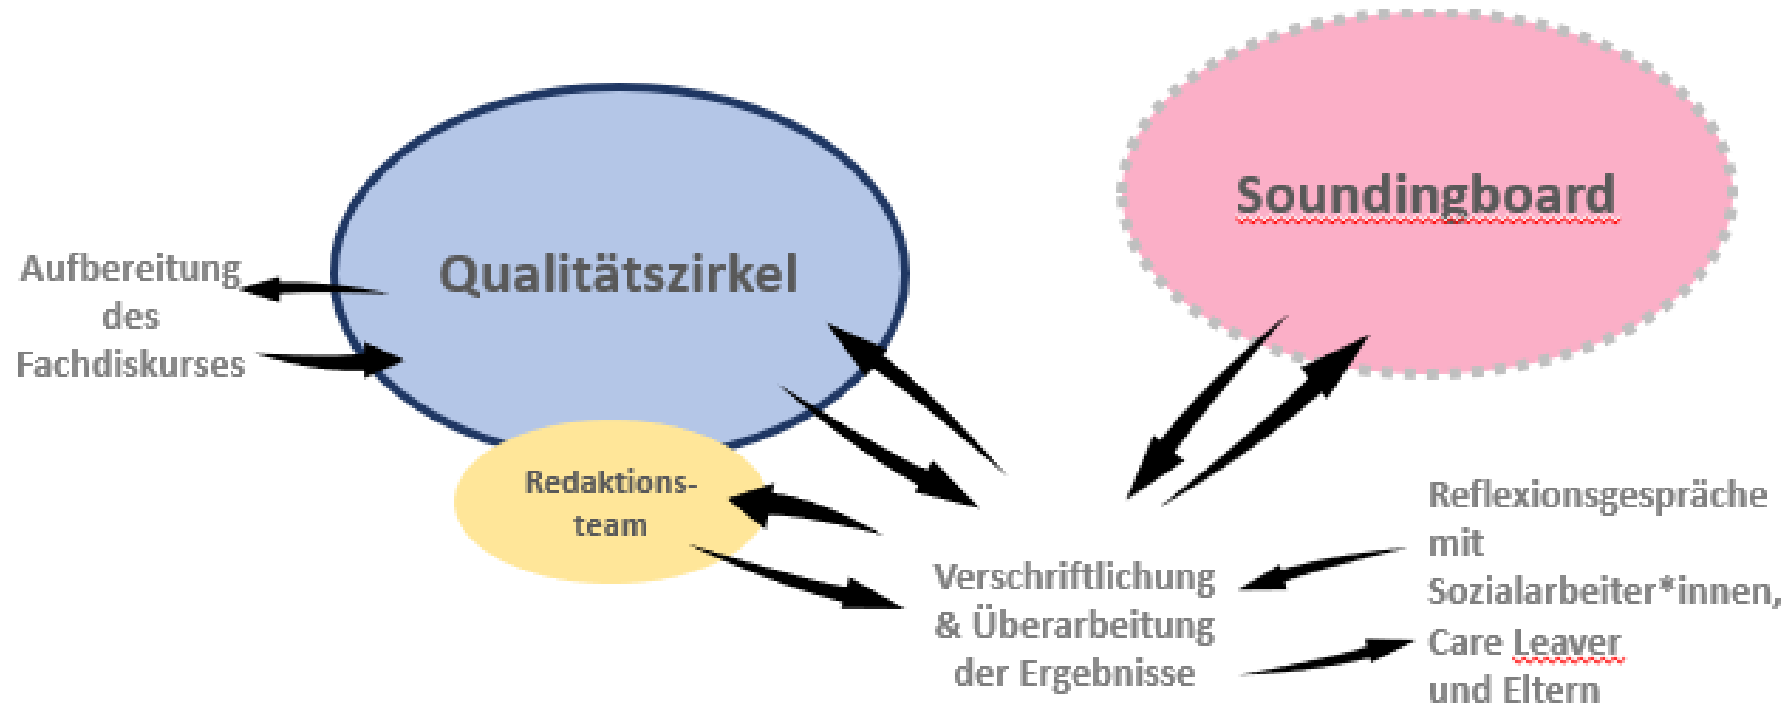 Aufbereitung
des
Fachdiskurses
Qualitätszirkel
Soundingboard
Redaktions-
team
Verschriftlichung
& Überarbeitung
der Ergebnisse
Reflexionsgespräche
mit
Sozialarbeiter*innen,
Care Leaver
und Eltern